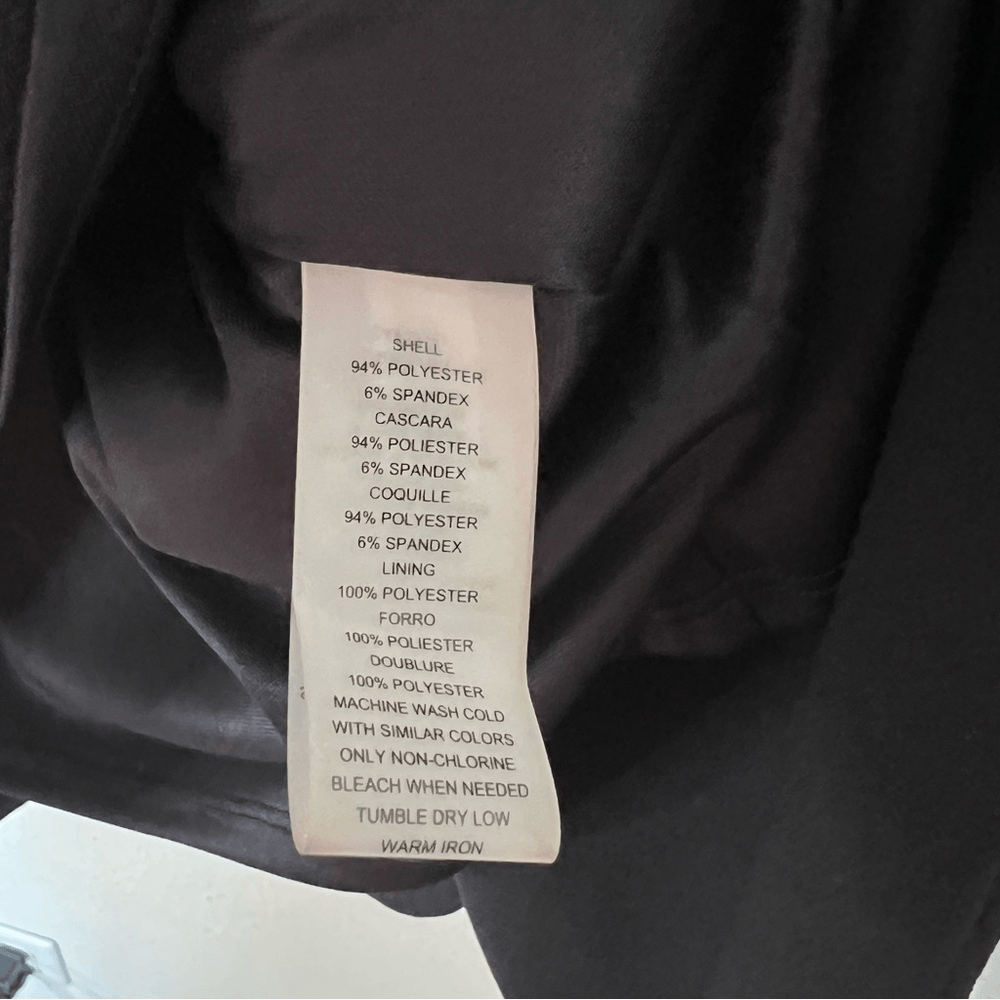 SHELL
94% POLYESTER
6% SPANDEX
CASCARA
94% POLIESTER
6% SPANDEX
COQUILLE
94% POLYESTER
6% SPANDEX
LINING
100% POLYESTER
FORRO
100% POLIESTER
DOUBLURE
100% POLYESTER
MACHINE WASH COLD
WITH SIMILAR COLORS
ONLY NON-CHLORINE
BLEACH WHEN NEEDED
TUMBLE DRY LOW
WARM IRON